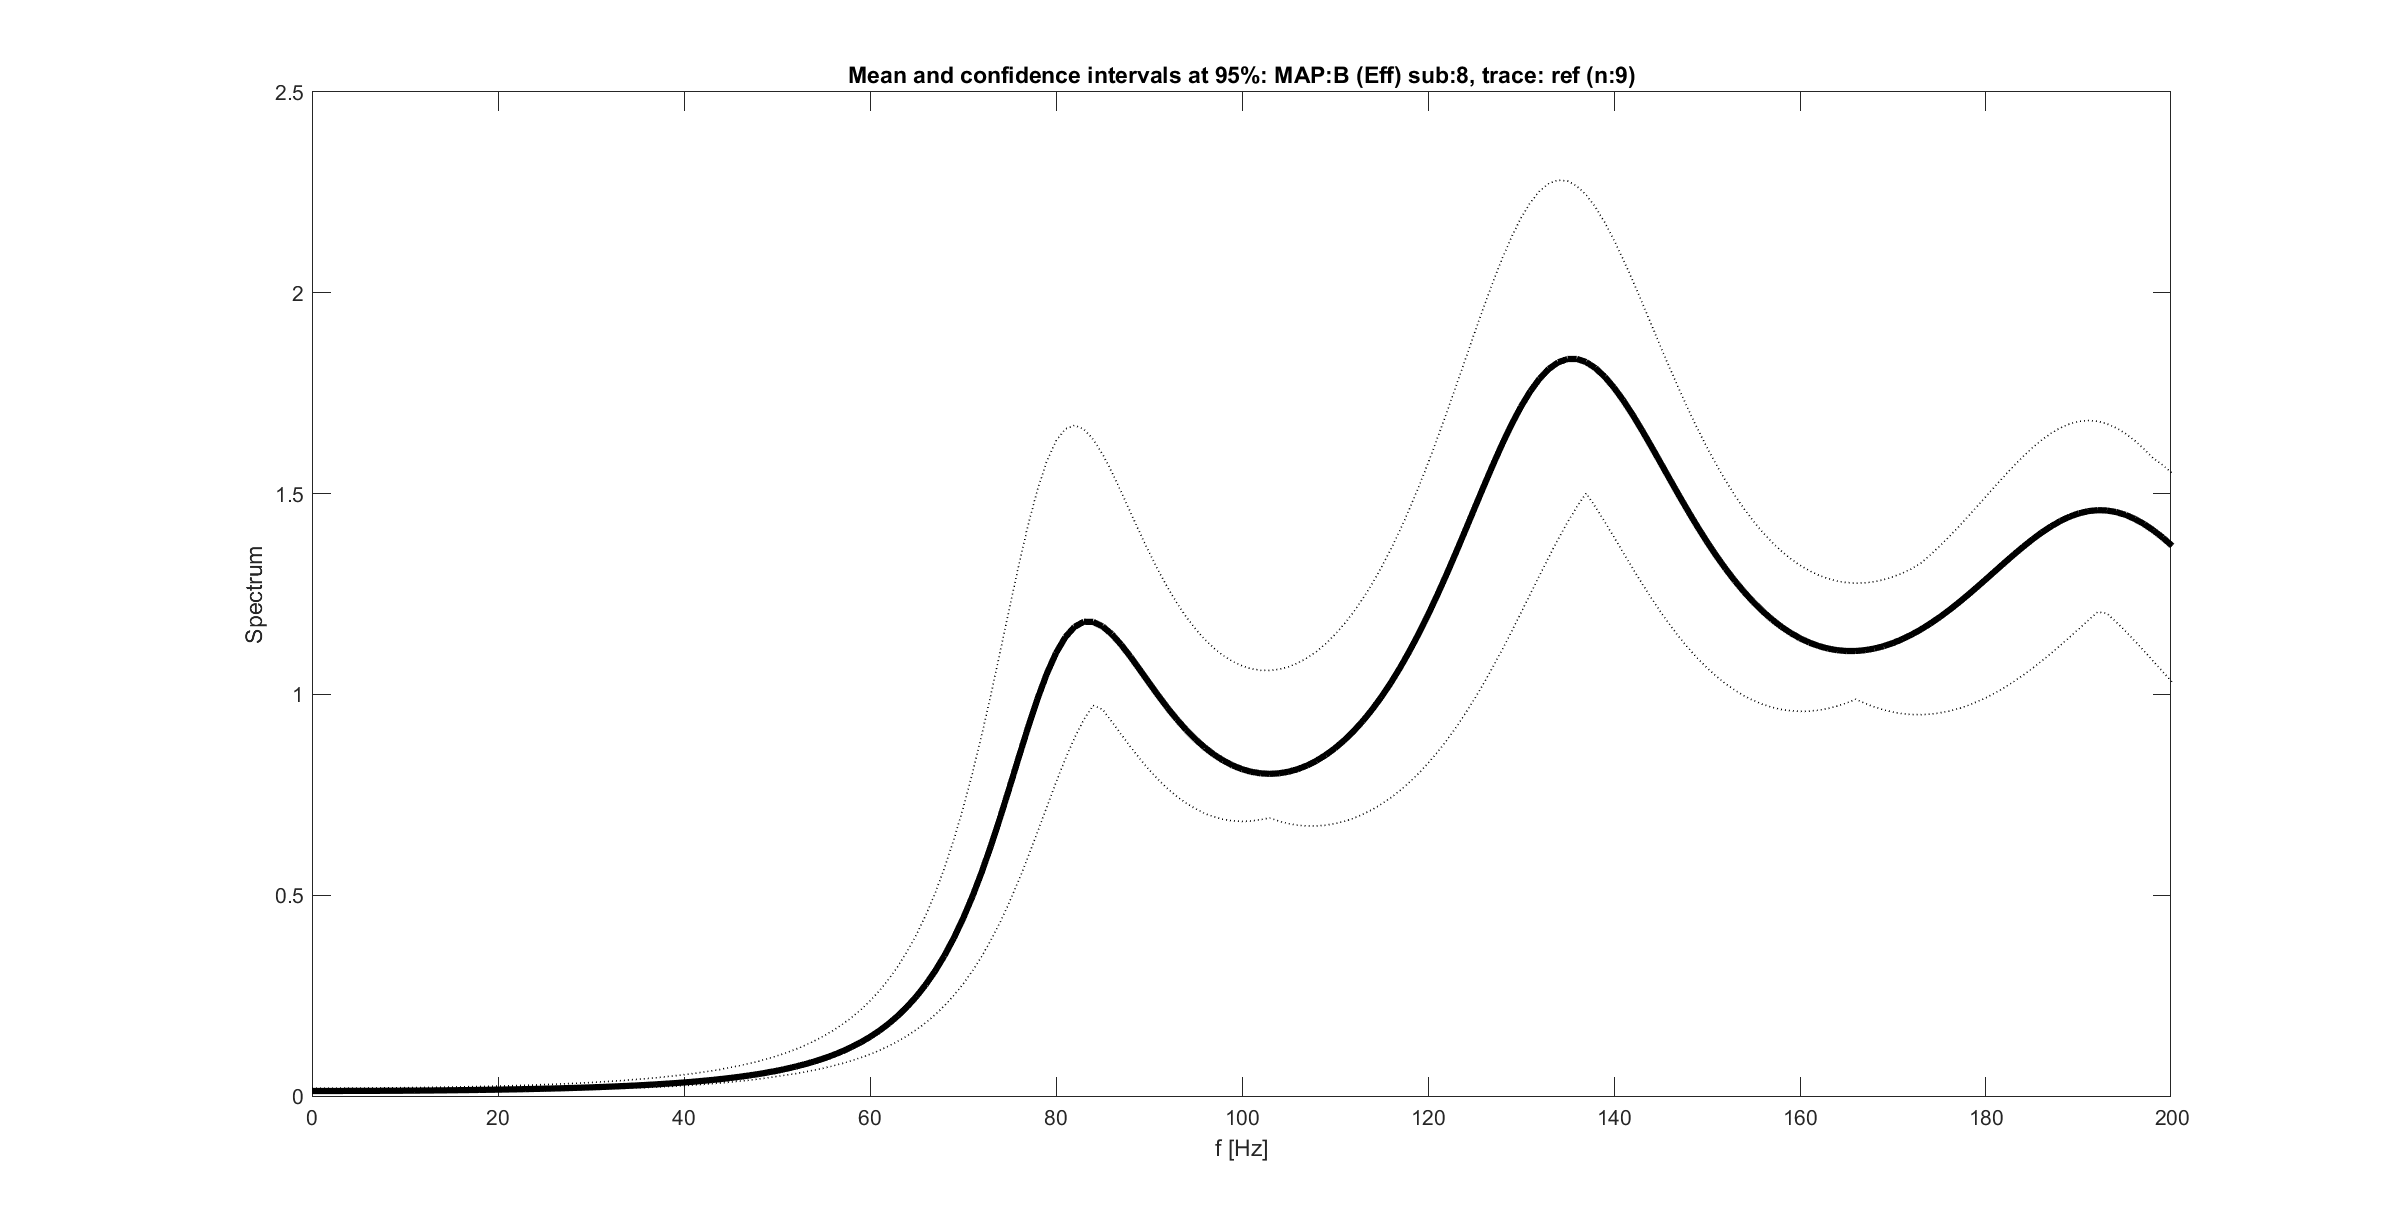 Mean and confidence intervals at 95%: MAP:B (Eff) sub:8, trace: ref (n:9)
2.5
2
1.5
1
0.5
0
Spectrum
0 20 40 60 80 100 120 140 160 180 200
f [Hz]